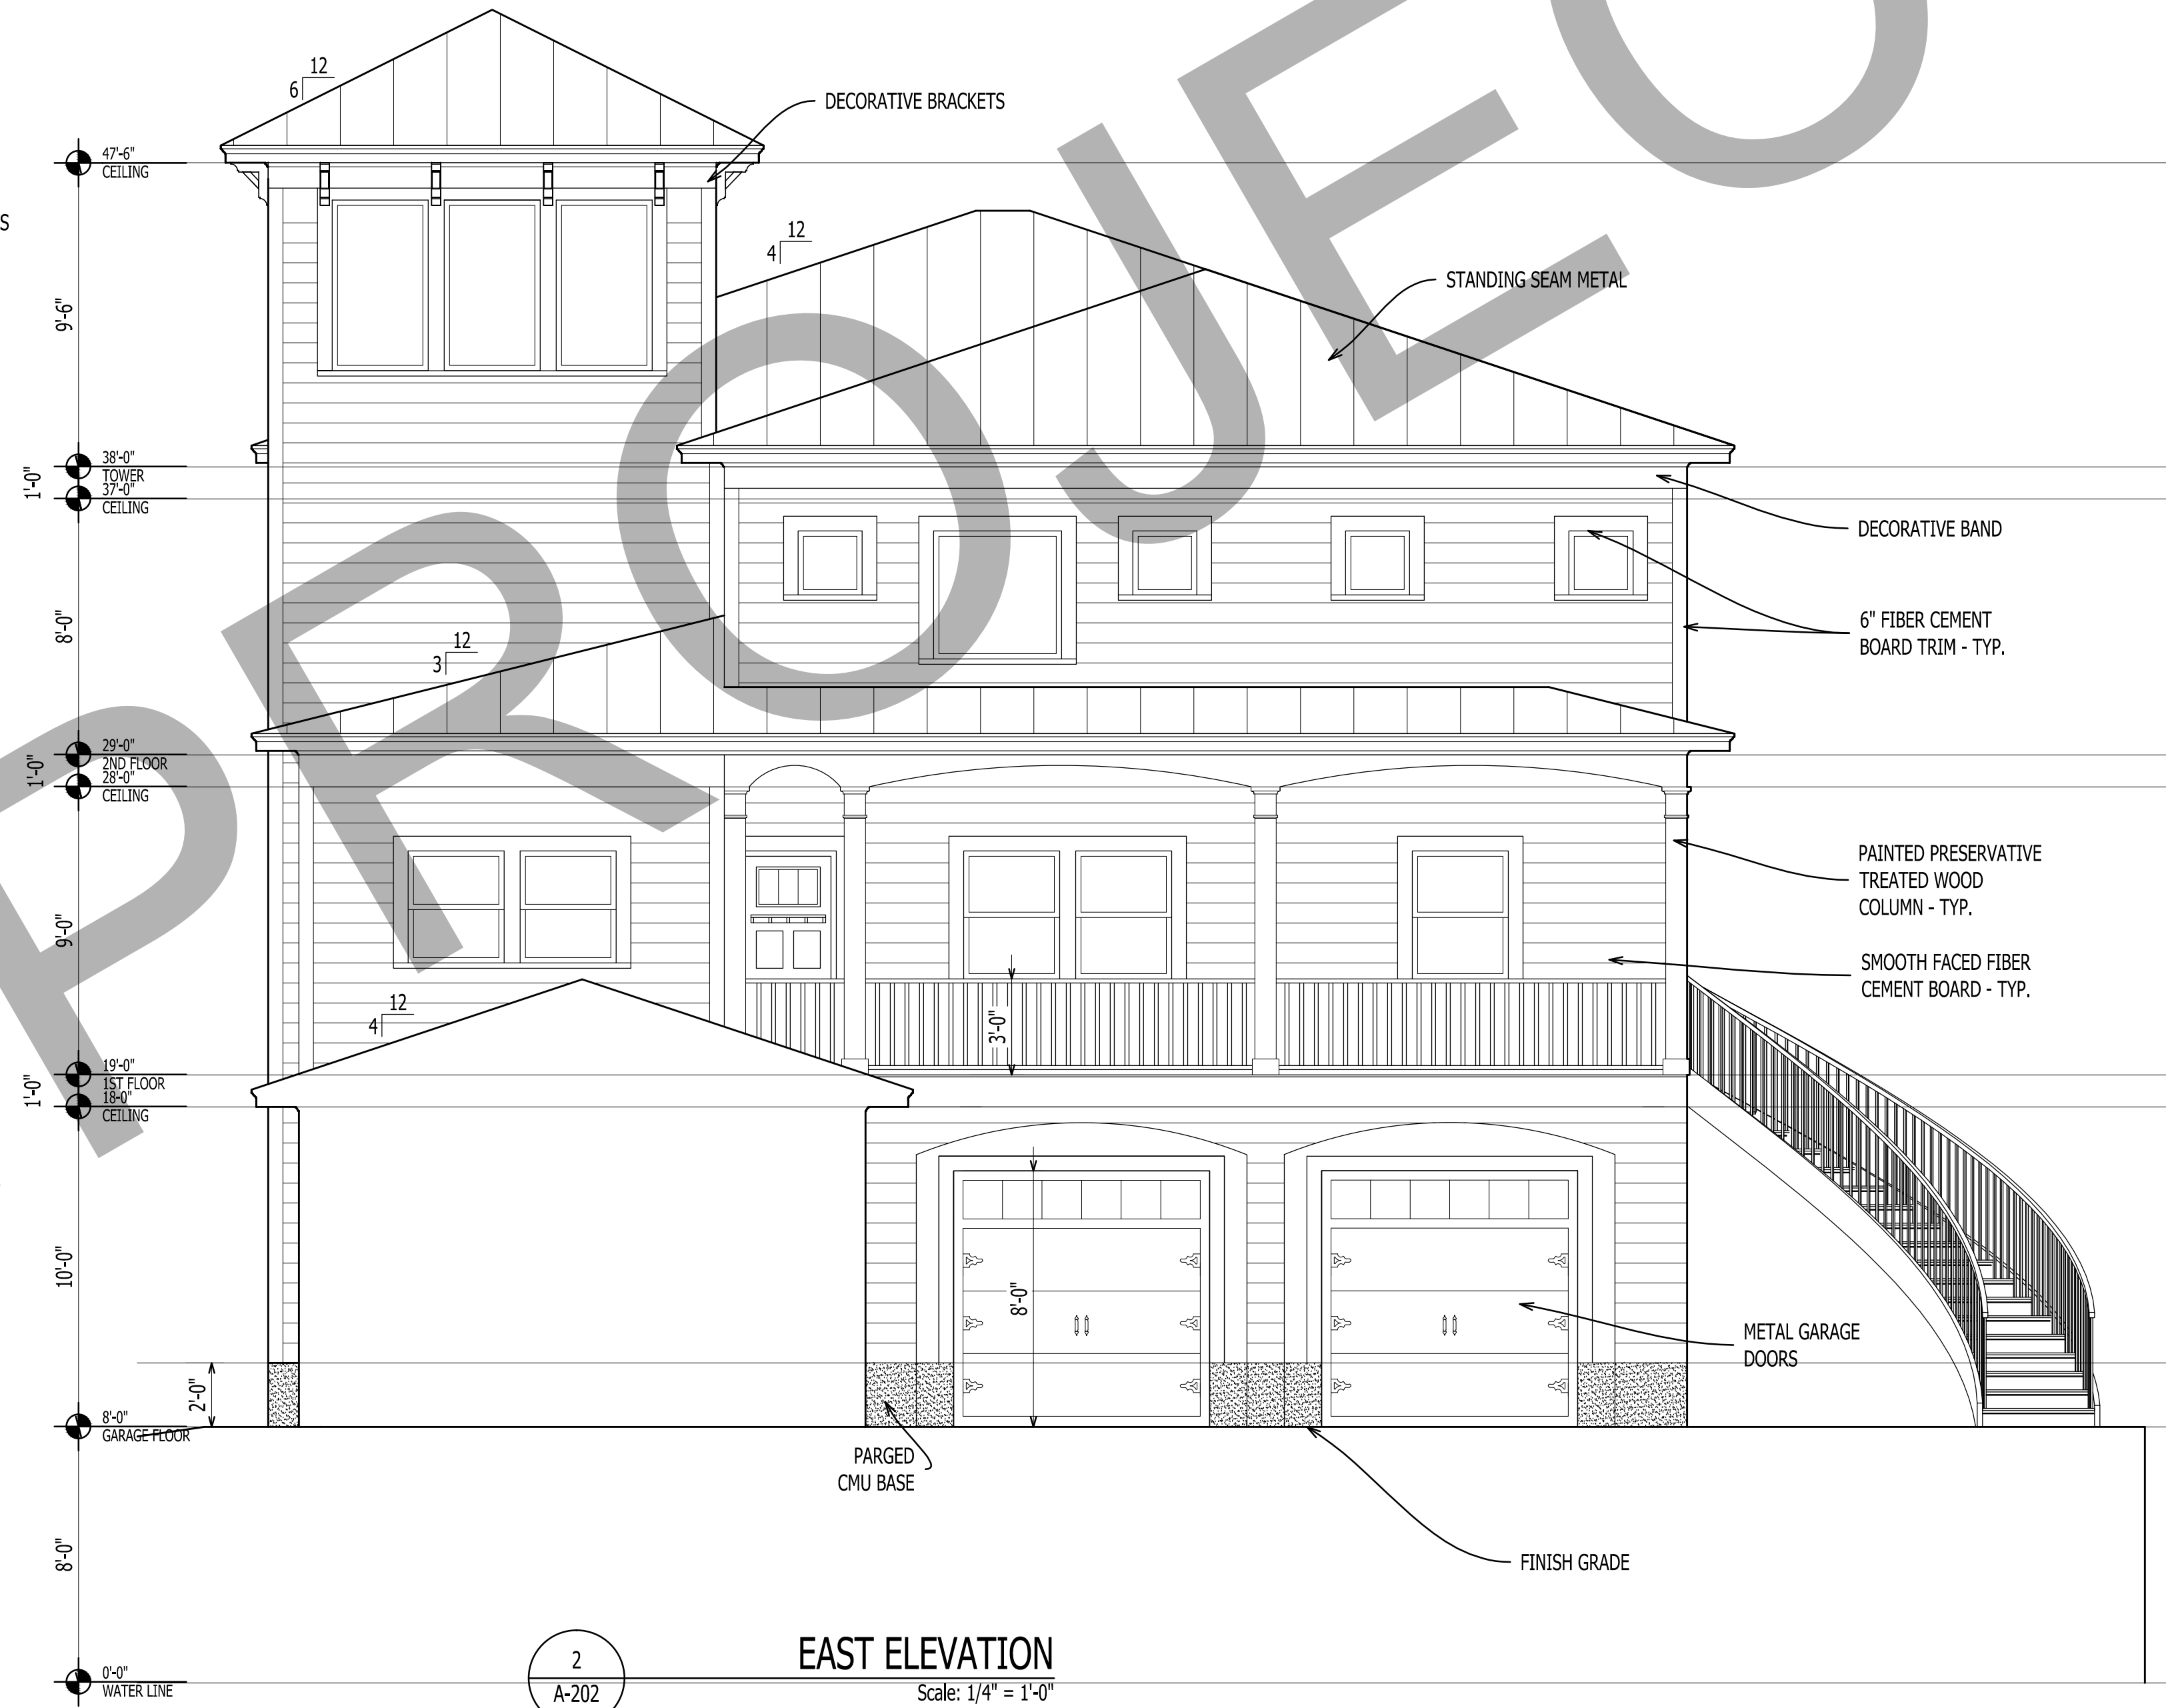 PROJEC
S
12
6
DECORATIVE BRACKETS
47'-6"
CEILING
12
4
STANDING SEAM METAL
9'-6"
38'-0"
TOWER
1'-0"
37'-0"
CEILING
DECORATIVE BAND
8'-0"
6" FIBER CEMENT
BOARD TRIM - TYP.
12
3
29'-0"
2ND FLOOR
1'-0"
28'-0"
CEILING
PAINTED PRESERVATIVE
TREATED WOOD
COLUMN - TYP.
9'-0"
SMOOTH FACED FIBER
CEMENT BOARD - TYP.
12
4
3'-0"
19'-0"
1ST FLOOR
1'-0"
18-0"
CEILING
10'-0"
8'-0"
METAL GARAGE
DOORS
2'-0"
8'-0"
GARAGE FLOOR
PARGED
CMU BASE
8'-0"
FINISH GRADE
0'-0"
WATER LINE
2
A-202
EAST ELEVATION
Scale: 1/4" = 1'-0"